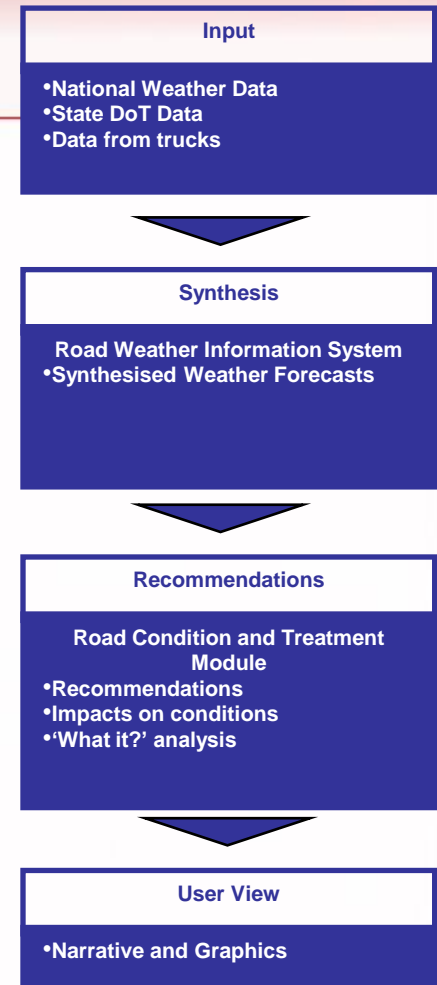 Input
•National Weather Data
•State DoT Data
•Data from trucks
Synthesis
Road Weather Information System
•Synthesised Weather Forecasts
Recommendations
Road Condition and Treatment
Module
•Recommendations
•Impacts on conditions
•‘What it?’ analysis
User View
•Narrative and Graphics